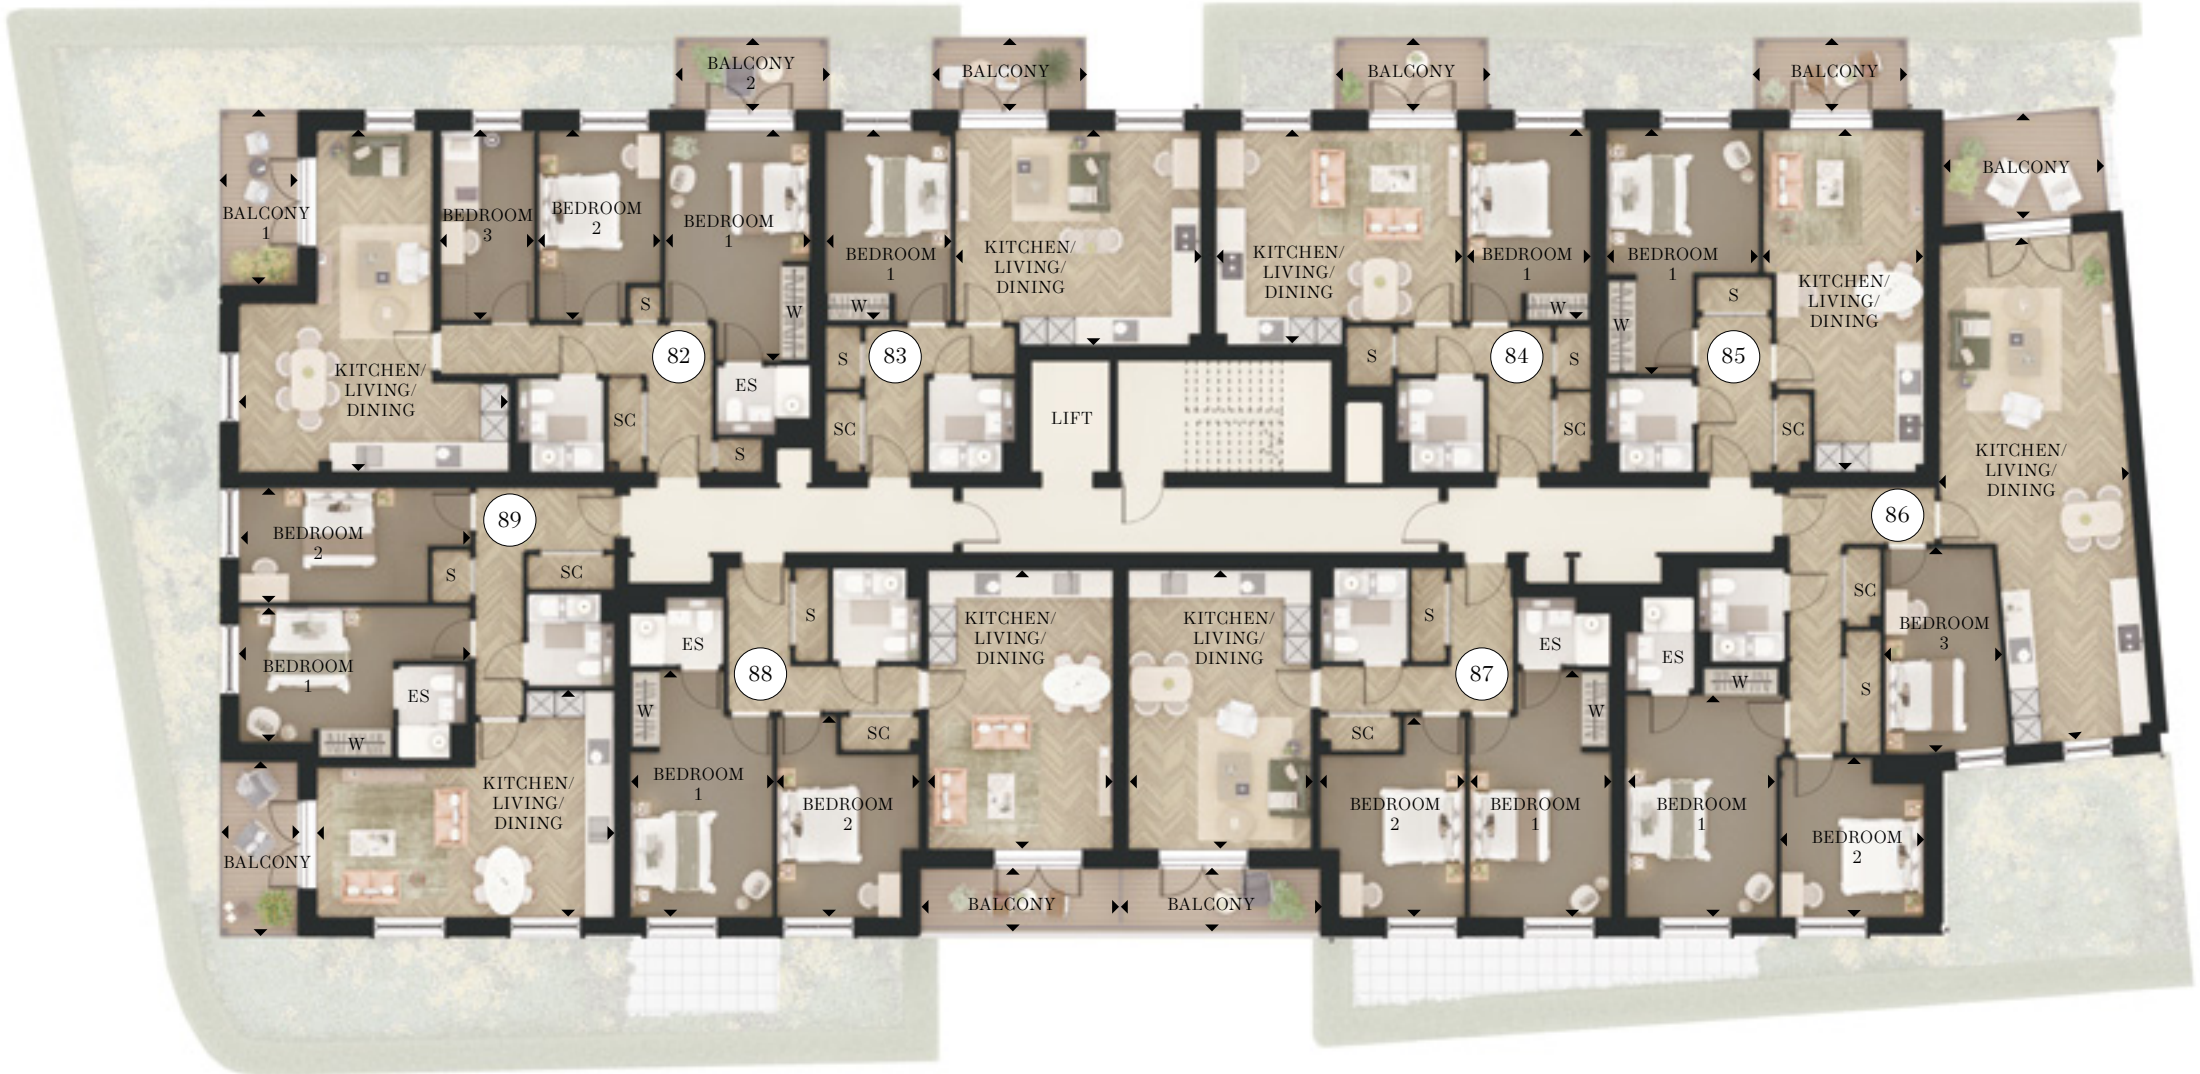 BALCONY
2
BALCONY
BALCONY
BALCONY
BALCONY
1
BEDROOM
3
BEDROOM
2
BEDROOM
1
BEDROOM
1
KITCHEN/
LIVING/
DINING
KITCHEN/
LIVING/
DINING
BEDROOM
1
BEDROOM
1
KITCHEN/
LIVING/
DINING
BALCONY
S
W
W
W
S
W
KITCHEN/
LIVING/
DINING
82
S
83
S
84
S
85
ES
SC
S
SC
LIFT
SC
SC
KITCHEN/
LIVING/
DINING
BEDROOM
2
89
86
S
SC
S
S
SC
BEDROOM
1
ES
W
ES
88
KITCHEN/
LIVING/
DINING
KITCHEN/
LIVING/
DINING
87
ES
ES
W
S
BEDROOM
3
W
SC
SC
W
BALCONY
KITCHEN/
LIVING/
DINING
BEDROOM
1
BEDROOM
2
BEDROOM
2
BEDROOM
1
BEDROOM
1
BEDROOM
2
BALCONY
BALCONY